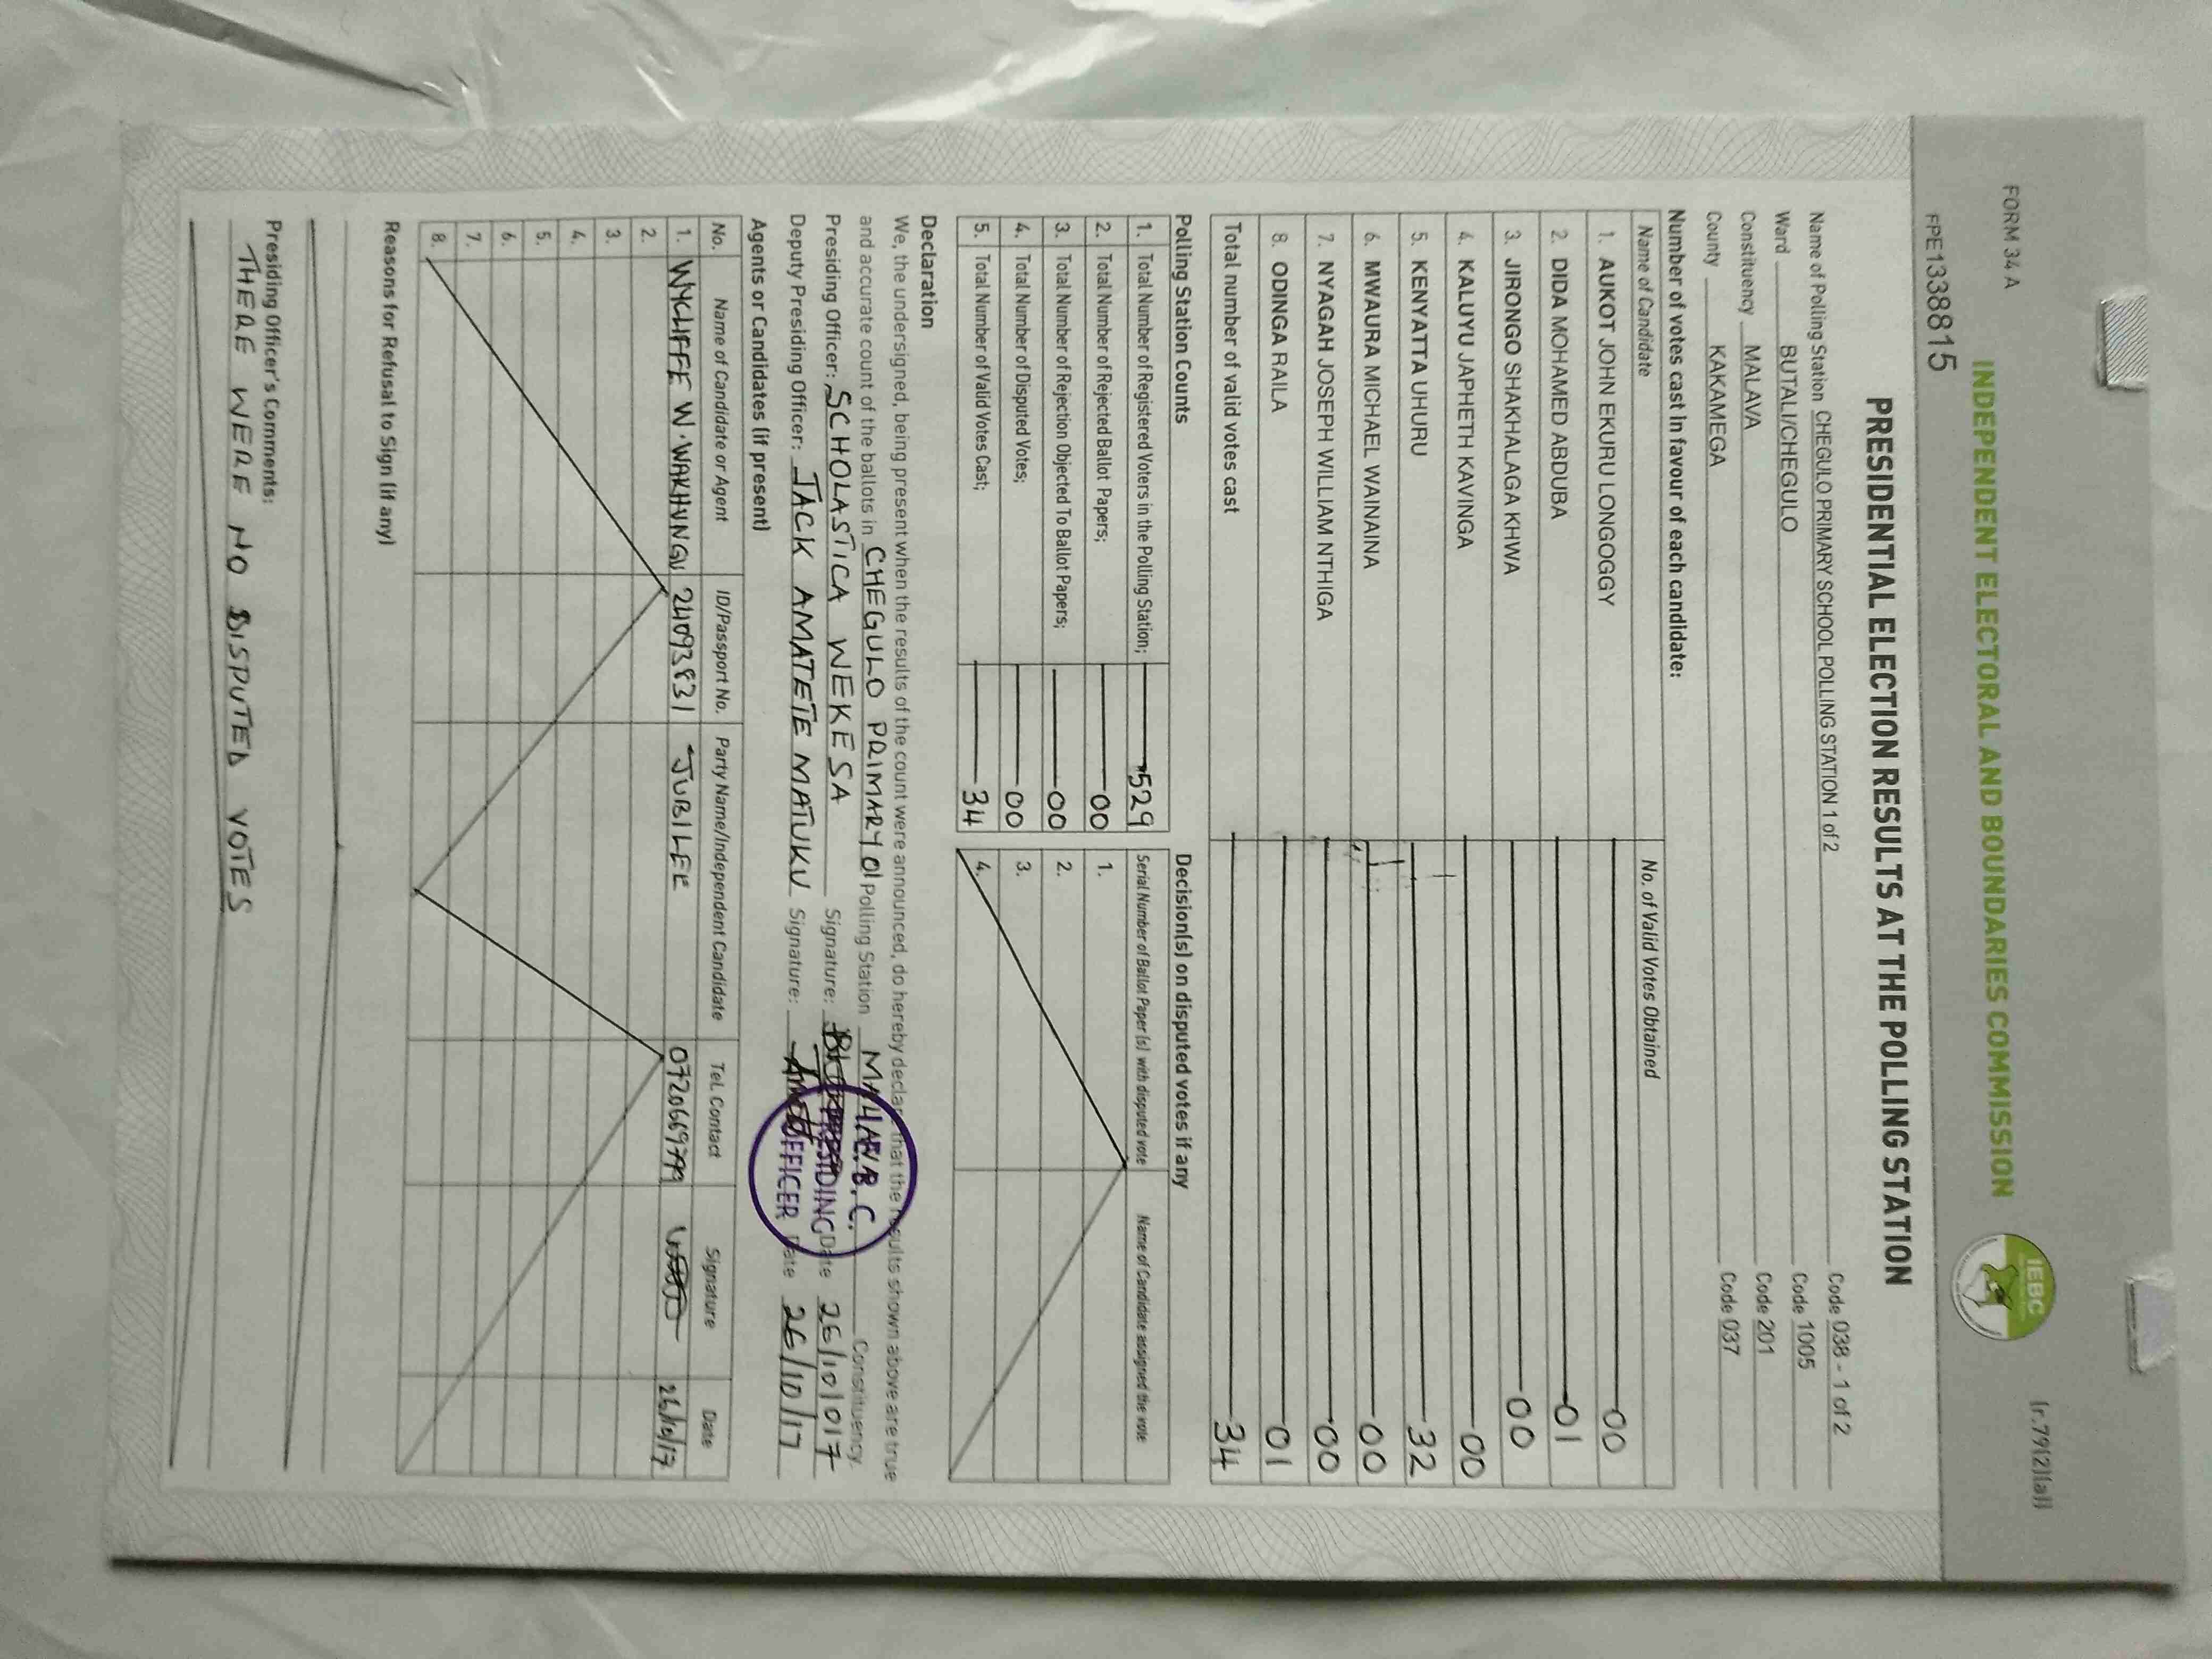 FORM 34 A
(r.79(2)(a))
INDEPENDENT ELECTORAL AND BOUNDARIES COMMISSION
IEBC
PPE133815
PRESIDENTIAL ELECTION RESULTS AT THE POLLING STATION
Name of Polling Station CHEGULO PRIMARY SCHOOL POLLING STATION 1 of 2 Code 038 - 1 of 2
Ward BUTALI/CHEGULO Code 1005
Constituency MALAVA Code 201
County KAKAMEGA Code 037
Number of votes cast in favour of each candidate:
Name of Candidate No. of Valid Votes Obtained
1. AUKOT JOHN EKURU LONGOGGY 00
2. DIDA MOHAMED ABDUBA 01
3. JIRONGO SHAKHALAGA KHWA 00
4. KALUYU JAPHETH KAVINGA 00
5. KENYATTA UHURU 32
6. MWAURA MICHAEL WAINAINA 00
7. NYAGAH JOSEPH WILLIAM NTHIGA 00
8. ODINGA RAILA 01
Total number of valid votes cast 34
Polling Station Counts Decision(s) on disputed votes if any
1. Total Number of Registered Voters in the Polling Station; 529
2. Total Number of Rejected Ballot Papers; 00
3. Total Number of Rejection Objected To Ballot Papers; 00
4. Total Number of Disputed Votes; 00
5. Total Number of Valid Votes Cast; 34
Serial Number of Ballot Paper(s) with disputed vote Name of Candidate assigned the vote
1.
2.
3.
4.
Declaration
We, the undersigned, being present when the results of the count were announced, do hereby declare that the results shown above are true
and accurate count of the ballots in CHEGULO PRIMARY 01 Polling Station MALAVA Constituency.
Presiding Officer: SCHOLASTICA WEKESA Signature: Date 26/10/017
Deputy Presiding Officer: JACK AMATETE MATUKU Signature: Date 26/10/17
I.E.B.C.
PRESIDING
OFFICER
Agents or Candidates (if present)
No. Name of Candidate or Agent ID/Passport No. Party Name/Independent Candidate Tel. Contact Signature Date
1. WYCLIFFE W. WAKHUNGU 24093831 JUBILEE 0720669799 26/10/17
2.
3.
4.
5.
6.
7.
8.
Reasons for Refusal to Sign (if any)
Presiding Officer's Comments:
THERE WERE NO DISPUTED VOTES